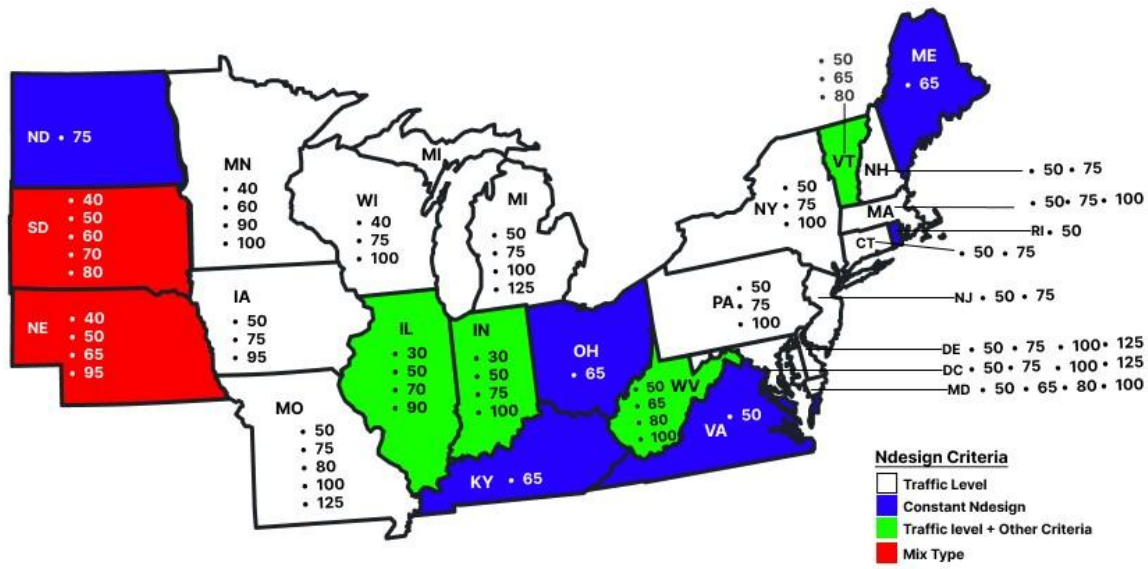 ND • 75
SD
• 40
• 50
• 60
• 70
• 80
NE
• 40
• 50
• 65
• 95
MN
• 40
• 60
• 90
• 100
IA
• 50
• 75
• 95
MO
• 50
• 75
• 80
• 100
• 125
WI
• 40
• 75
• 100
MI
MI
• 50
• 75
• 100
• 125
IL
• 30
• 50
• 70
• 90
IN
• 30
• 50
• 75
• 100
OH
• 65
KY • 65
WV
• 50
• 65
• 80
• 100
VA • 50
PA
• 50
• 75
• 100
NY
• 50
• 75
• 100
• 50
• 65
• 80
VT
ME
• 65
NH • 50 • 75
MA • 50 • 75 • 100
RI • 50
CT • 50 • 75
NJ • 50 • 75
DE • 50 • 75 • 100 • 125
DC • 50 • 75 • 100 • 125
MD • 50 • 65 • 80 • 100
Ndesign Criteria
Traffic Level
Constant Ndesign
Traffic level + Other Criteria
Mix Type